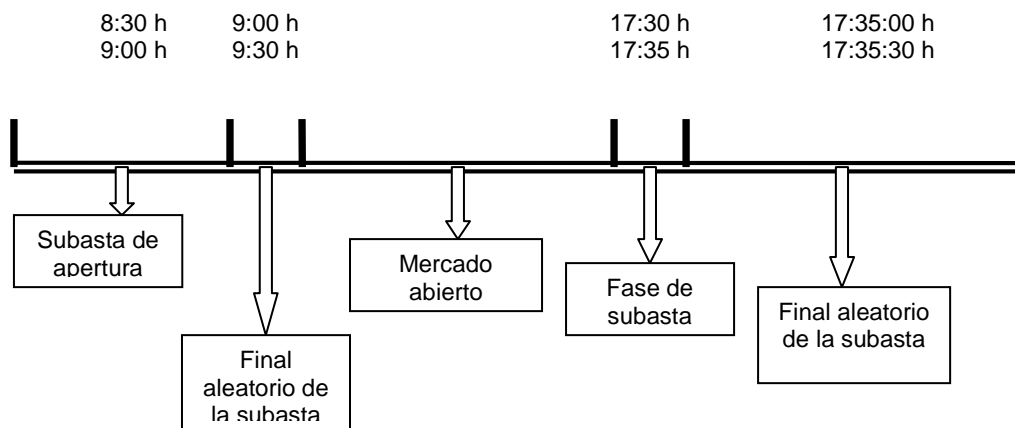 8:30 h
9:00 h
9:00 h
9:30 h
17:30 h
17:35 h
17:35:00 h
17:35:30 h
Subasta de
apertura
Final
aleatorio de
la subasta
Mercado
abierto
Fase de
subasta
Final aleatorio
de la subasta